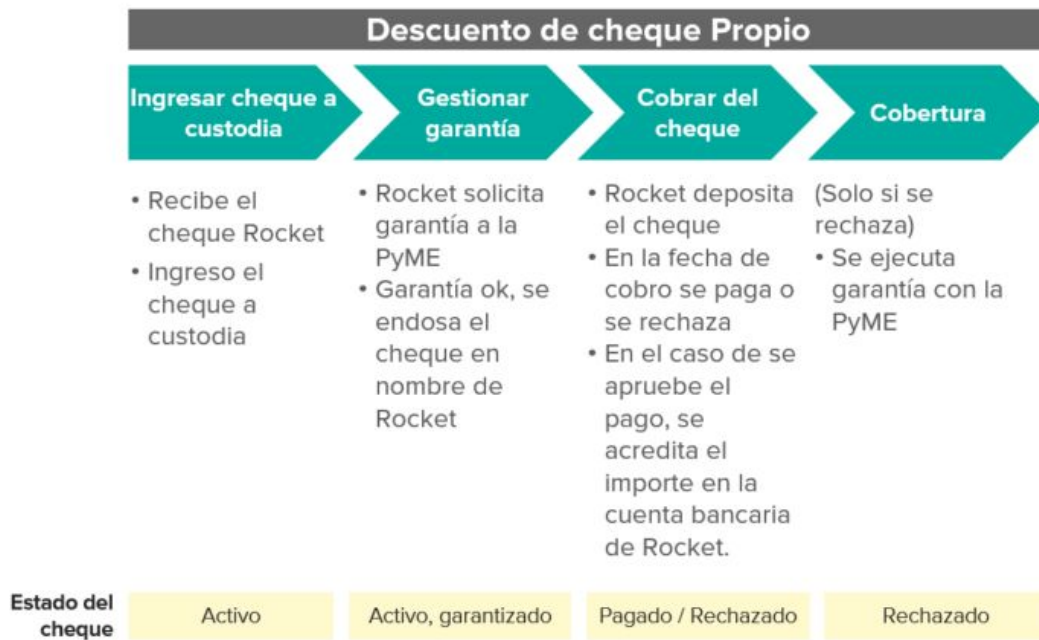 Descuento de cheque Propio
Ingresar cheque a
custodia
Gestionar
garantía
Cobrar del
cheque
Cobertura
• Recibe el
cheque Rocket
• Ingreso el
cheque a
custodia
• Rocket solicita
garantía a la
PyME
• Garantía ok, se
endosa el
cheque en
nombre de
Rocket
• Rocket deposita
el cheque
• En la fecha de
cobro se paga o
se rechaza
• En el caso de se
apruebe el
pago, se
acredita el
importe en la
cuenta bancaria
de Rocket.
(Solo si se
rechaza)
• Se ejecuta
garantía con la
PyME
Estado del
cheque
Activo
Activo, garantizado
Pagado / Rechazado
Rechazado